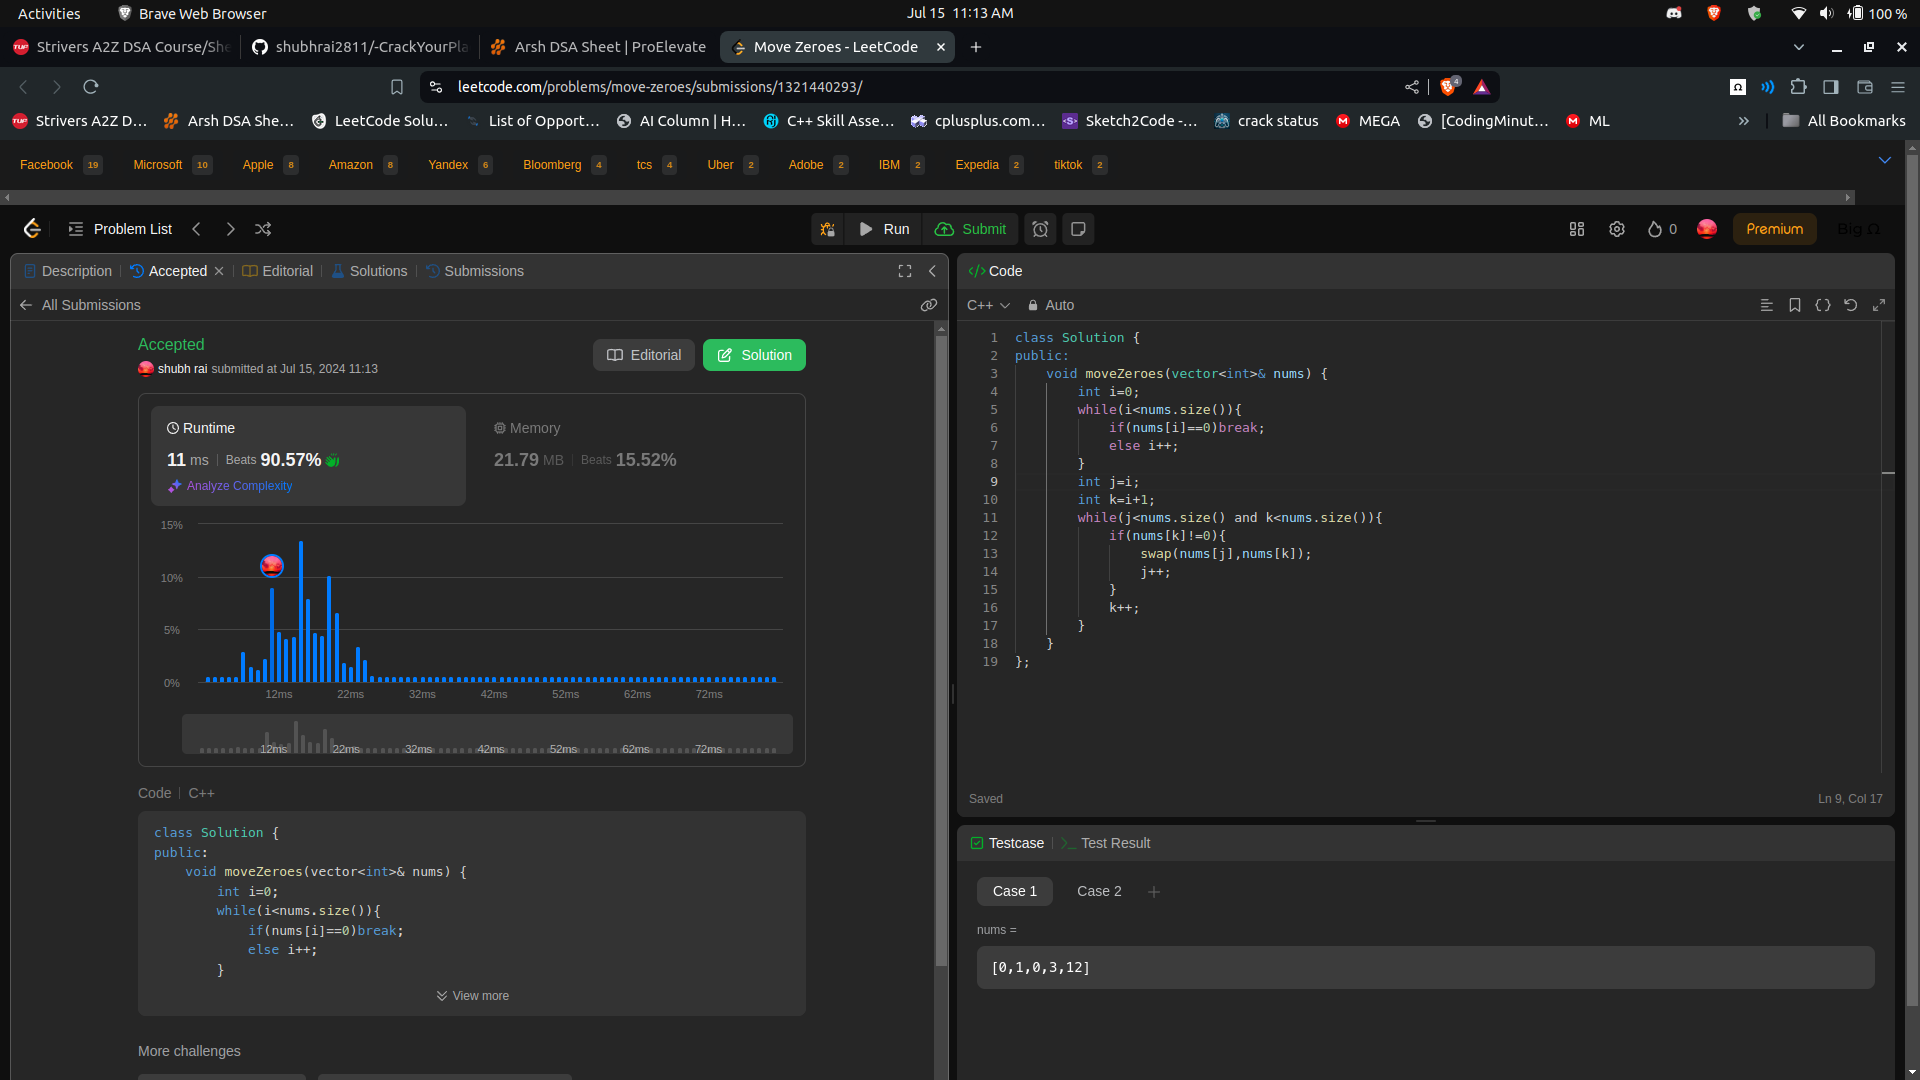 Activities
Brave Web Browser
Jul 15 11:13 AM
100 %
Strivers A2Z DSA Course/She
shubhrai2811/-CrackYourPla
Arsh DSA Sheet | ProElevate
Move Zeroes - LeetCode
leetcode.com/problems/move-zeroes/submissions/1321440293/
4
Strivers A2Z D...
Arsh DSA She...
LeetCode Solu...
List of Opport...
AI Column | H...
C++ Skill Asse...
cplusplus.com...
Sketch2Code -...
crack status
MEGA
[CodingMinut...
ML
All Bookmarks
Facebook 19
Microsoft 10
Apple 8
Amazon 8
Yandex 6
Bloomberg 4
tcs 4
Uber 2
Adobe 2
IBM 2
Expedia 2
tiktok 2
Problem List
Run
Submit
0
Premium
Big Ω
Description
Accepted
Editorial
Solutions
Submissions
All Submissions
Accepted
shubh rai submitted at Jul 15, 2024 11:13
Editorial
Solution
Runtime
11 ms | Beats 90.57%
Analyze Complexity
Memory
21.79 MB | Beats 15.52%
15%
10%
5%
0%
12ms 22ms 32ms 42ms 52ms 62ms 72ms
12ms 22ms 32ms 42ms 52ms 62ms 72ms
Code | C++
class Solution {
public:
    void moveZeroes(vector<int>& nums) {
        int i=0;
        while(i<nums.size()){
            if(nums[i]==0)break;
            else i++;
        }
View more
More challenges
Code
C++
Auto
1 class Solution {
2 public:
3     void moveZeroes(vector<int>& nums) {
4         int i=0;
5         while(i<nums.size()){
6             if(nums[i]==0)break;
7             else i++;
8         }
9         int j=i;
10         int k=i+1;
11         while(j<nums.size() and k<nums.size()){
12             if(nums[k]!=0){
13                 swap(nums[j],nums[k]);
14                 j++;
15             }
16             k++;
17         }
18     }
19 };
Saved
Ln 9, Col 17
Testcase
Test Result
Case 1
Case 2
nums =
[0,1,0,3,12]